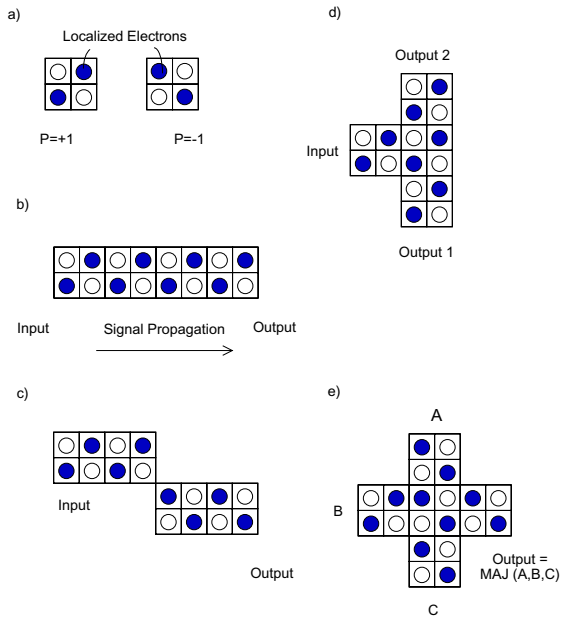 a)
Localized Electrons
P=+1
P=-1
b)
Input
Signal Propagation
Output
c)
Input
Output
d)
Output 2
Input
Output 1
e)
A
B
Output =
MAJ (A,B,C)
C